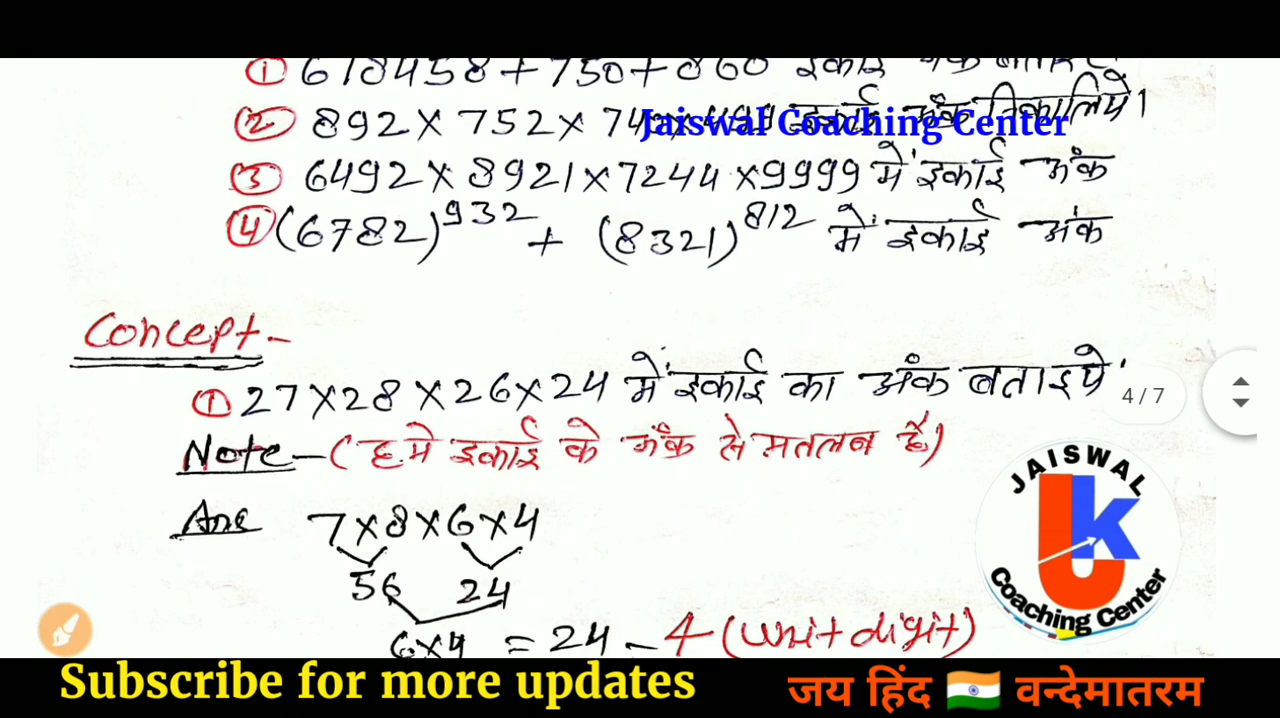 ① 618458+750+860 इकाई अंक
② 892 × 752 × 74 इकाई अंक निकालिये।
Jaiswal Coaching Center
③ 6492 × 8921 × 7244 × 9999 में इकाई अंक
④ (6782)^932 + (8321)^812 में इकाई अंक
Concept -
① 27 × 28 × 26 × 24 में इकाई का अंक बताइये
4 / 7
Note - (हमे इकाई के अंक से मतलब है)
JAISWAL
Ans 7 × 8 × 6 × 4
56 24
Coaching Center
6×4 = 24 - 4 (unit digit)
Subscribe for more updates
जय हिंद 🇮🇳 वन्देमातरम